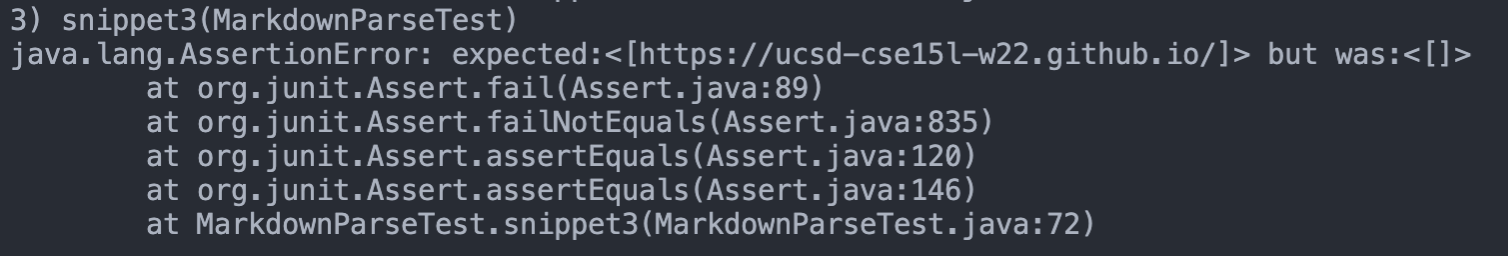 3) snippet3(MarkdownParseTest)
java.lang.AssertionError: expected:<[https://ucsd-cse15l-w22.github.io/]> but was:<[]>
at org.junit.Assert.fail(Assert.java:89)
at org.junit.Assert.failNotEquals(Assert.java:835)
at org.junit.Assert.assertEquals(Assert.java:120)
at org.junit.Assert.assertEquals(Assert.java:146)
at MarkdownParseTest.snippet3(MarkdownParseTest.java:72)